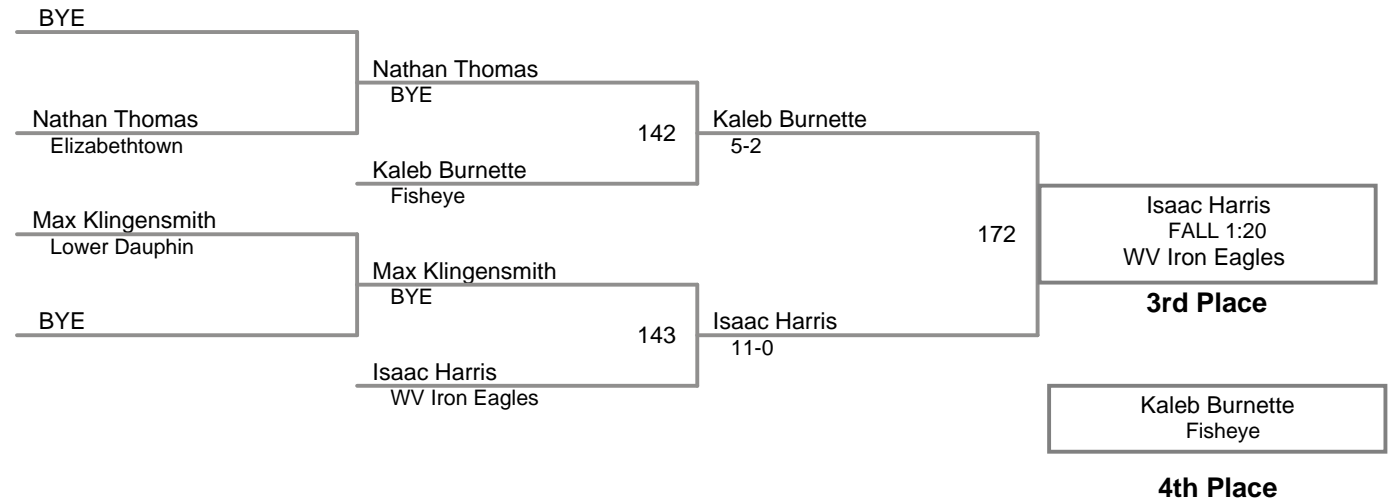 BYE
Nathan Thomas
BYE
Nathan Thomas
Elizabethtown
142
Kaleb Burnette
5-2
Kaleb Burnette
Fisheye
Max Klingensmith
Lower Dauphin
172
Isaac Harris
FALL 1:20
WV Iron Eagles
3rd Place
Max Klingensmith
BYE
BYE
143
Isaac Harris
11-0
Isaac Harris
WV Iron Eagles
Kaleb Burnette
Fisheye
4th Place